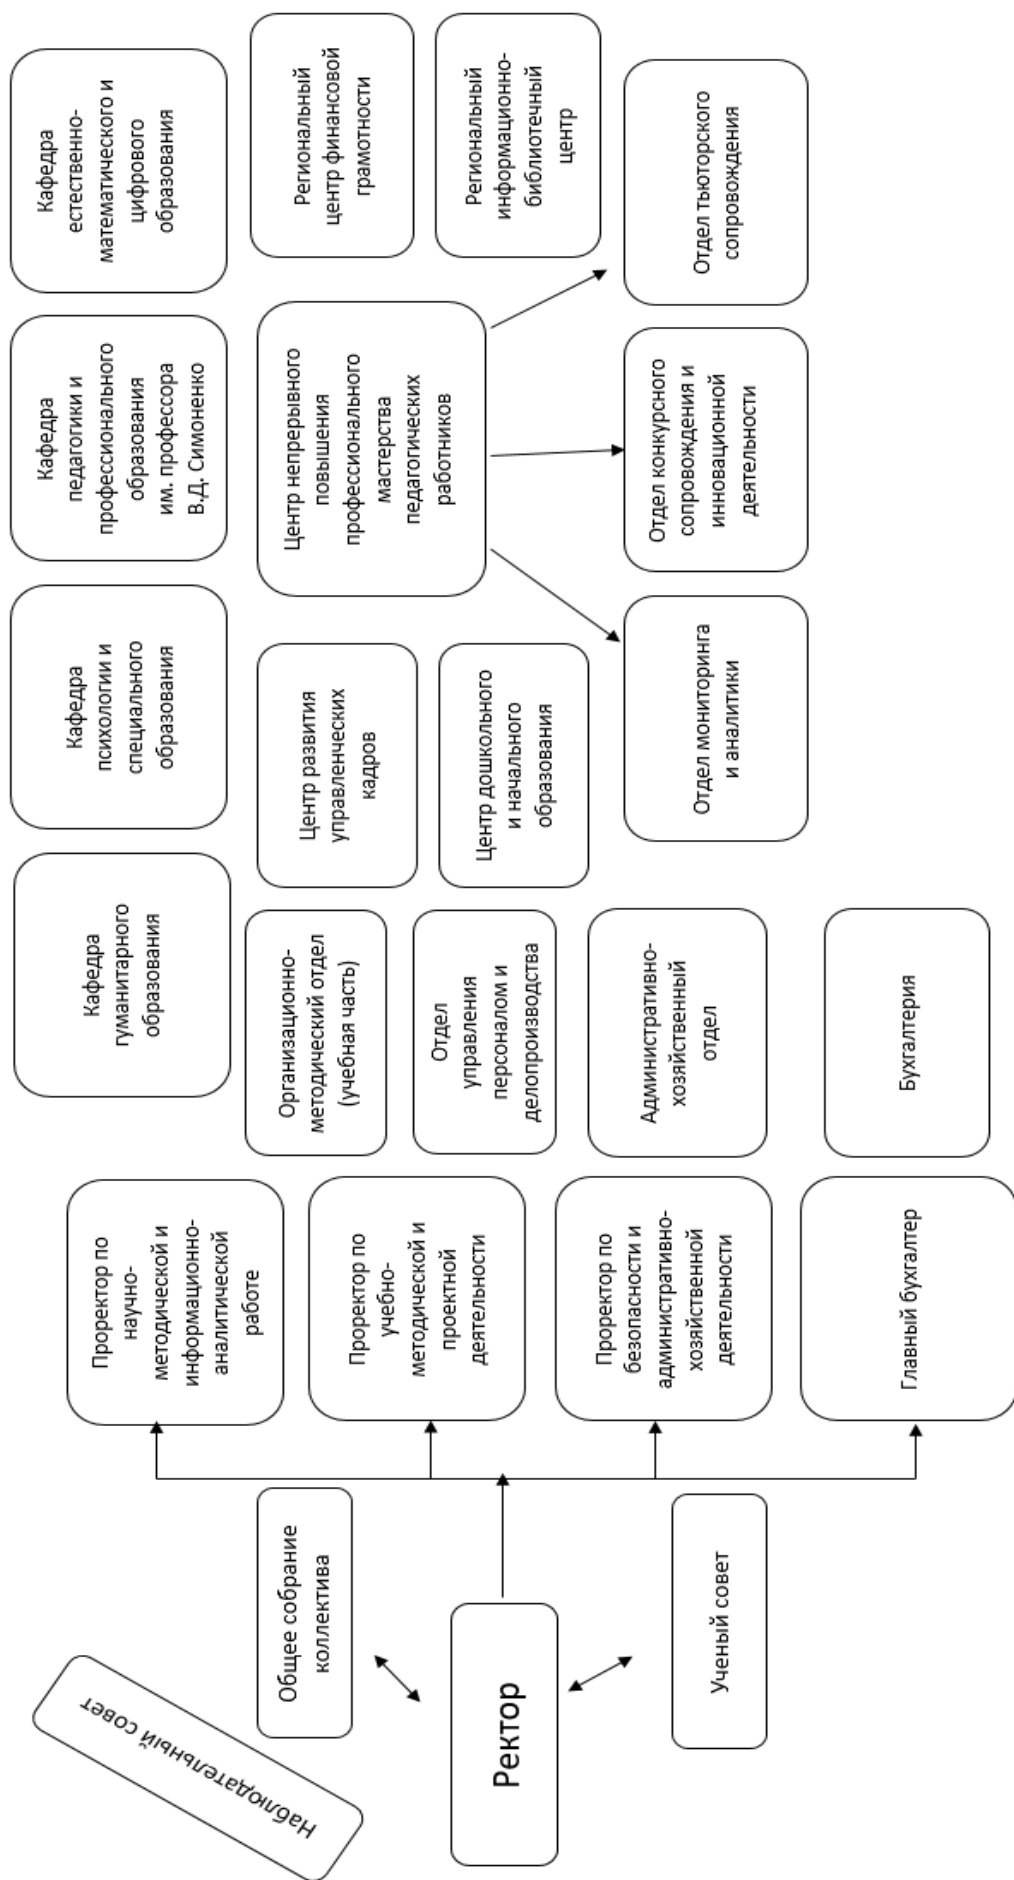 Наблюдательный совет
Общее собрание
коллектива
Ректор
Ученый совет
Проректор по
научно-
методической и
информационно-
аналитической
работе
Проректор по
учебно-
методической и
проектной
деятельности
Проректор по
безопасности и
административно-
хозяйственной
деятельности
Главный бухгалтер
Кафедра
гуманитарного
образования
Организационно-
методический отдел
(учебная часть)
Отдел
управления
персоналом и
делопроизводства
Административно-
хозяйственный
отдел
Бухгалтерия
Кафедра
психологии и
специального
образования
Центр развития
управленческих
кадров
Центр дошкольного
и начального
образования
Отдел мониторинга
и аналитики
Кафедра
педагогики и
профессионального
образования
им. профессора
В.Д. Симоненко
Центр непрерывного
повышения
профессионального
мастерства
педагогических
работников
Отдел конкурсного
сопровождения и
инновационной
деятельности
Кафедра
естественно-
математического и
цифрового
образования
Региональный
центр финансовой
грамотности
Региональный
информационно-
библиотечный
центр
Отдел тьюторского
сопровождения